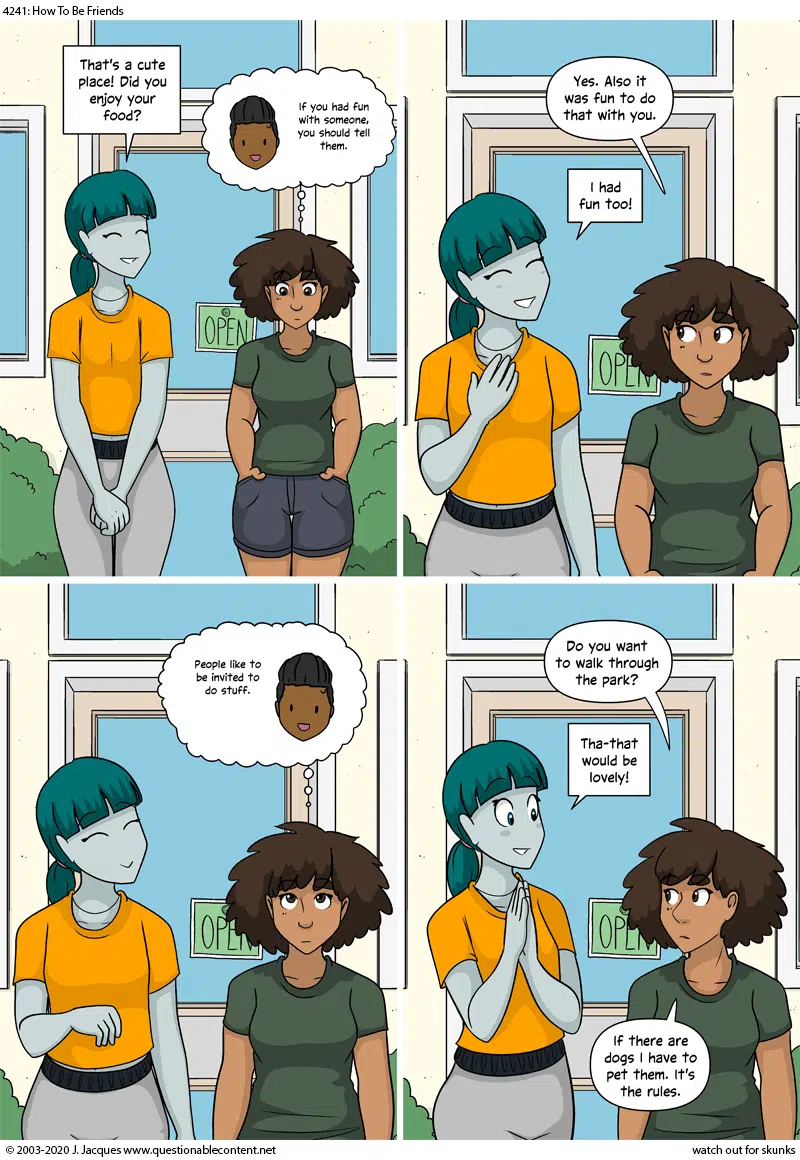 4241: How To Be Friends
That's a cute
place! Did you
enjoy your
food?
If you had fun
with someone,
you should tell
them.
OPEN
Yes. Also it
was fun to do
that with you.
I had
fun too!
OPEN
People like to
be invited to
do stuff.
OPEN
Do you want
to walk through
the park?
Tha-that
would be
lovely!
OPEN
If there are
dogs I have to
pet them. It's
the rules.
© 2003-2020 J. Jacques www.questionablecontent.net
watch out for skunks